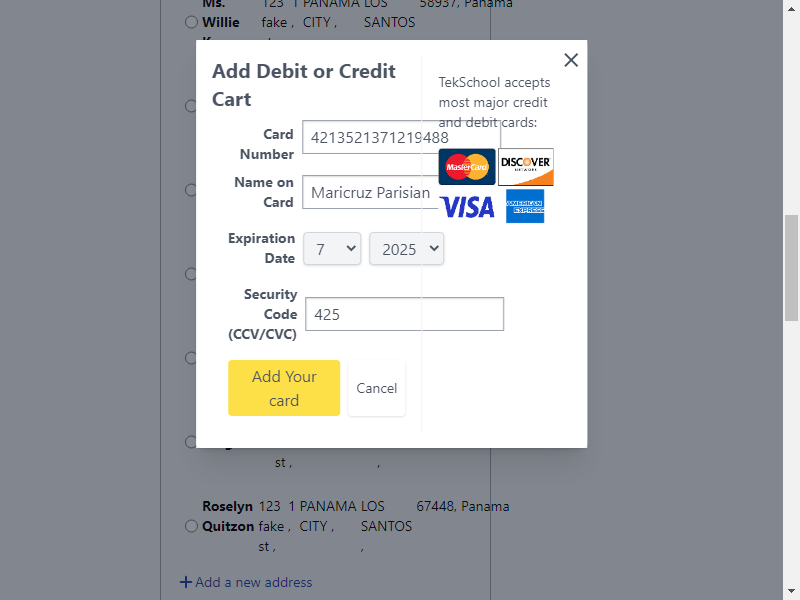 Ms. 123 1 PANAMA LOS 58937, Panama
Willie fake , CITY , SANTOS
Add Debit or Credit
Cart
TekSchool accepts
most major credit
and debit cards:
Card
Number
4213521371219488
MasterCard
DISCOVER
NETWORK
Name on
Card
Maricruz Parisian
VISA
AMERICAN
EXPRESS
Expiration
Date
7
2025
Security
Code
(CCV/CVC)
425
Add Your
card
Cancel
st , ,
Roselyn 123 1 PANAMA LOS 67448, Panama
Quitzon fake , CITY , SANTOS
st , ,
Add a new address